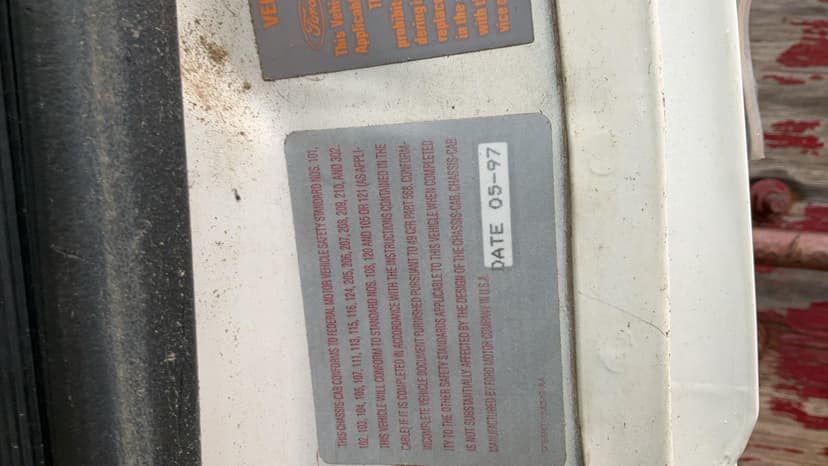 VE
Ford
This Vehi
Applicabl
T
prohibit
dering i
replace
in the
with t
vice e
THIS CHASSIS-CAB CONFORMS TO FEDERAL MOTOR VEHICLE SAFETY STANDARD NOS. 101,
102, 103, 104, 106, 107, 111, 113, 115, 116, 124, 205, 206, 207, 208, 209, 210, AND 302.
THIS VEHICLE WILL CONFORM TO STANDARD NOS. 108, 120 AND 105 OR 121 (AS APPLI-
CABLE) IF IT IS COMPLETED IN ACCORDANCE WITH THE INSTRUCTIONS CONTAINED IN THE
INCOMPLETE VEHICLE DOCUMENT FURNISHED PURSUANT TO 49 CFR PART 568. CONFORM-
ITY TO THE OTHER SAFETY STANDARDS APPLICABLE TO THIS VEHICLE WHEN COMPLETED
IS NOT SUBSTANTIALLY AFFECTED BY THE DESIGN OF THE CHASSIS-CAB. CHASSIS-CAB
MANUFACTURED BY FORD MOTOR COMPANY IN U.S.A.
DATE 05-97